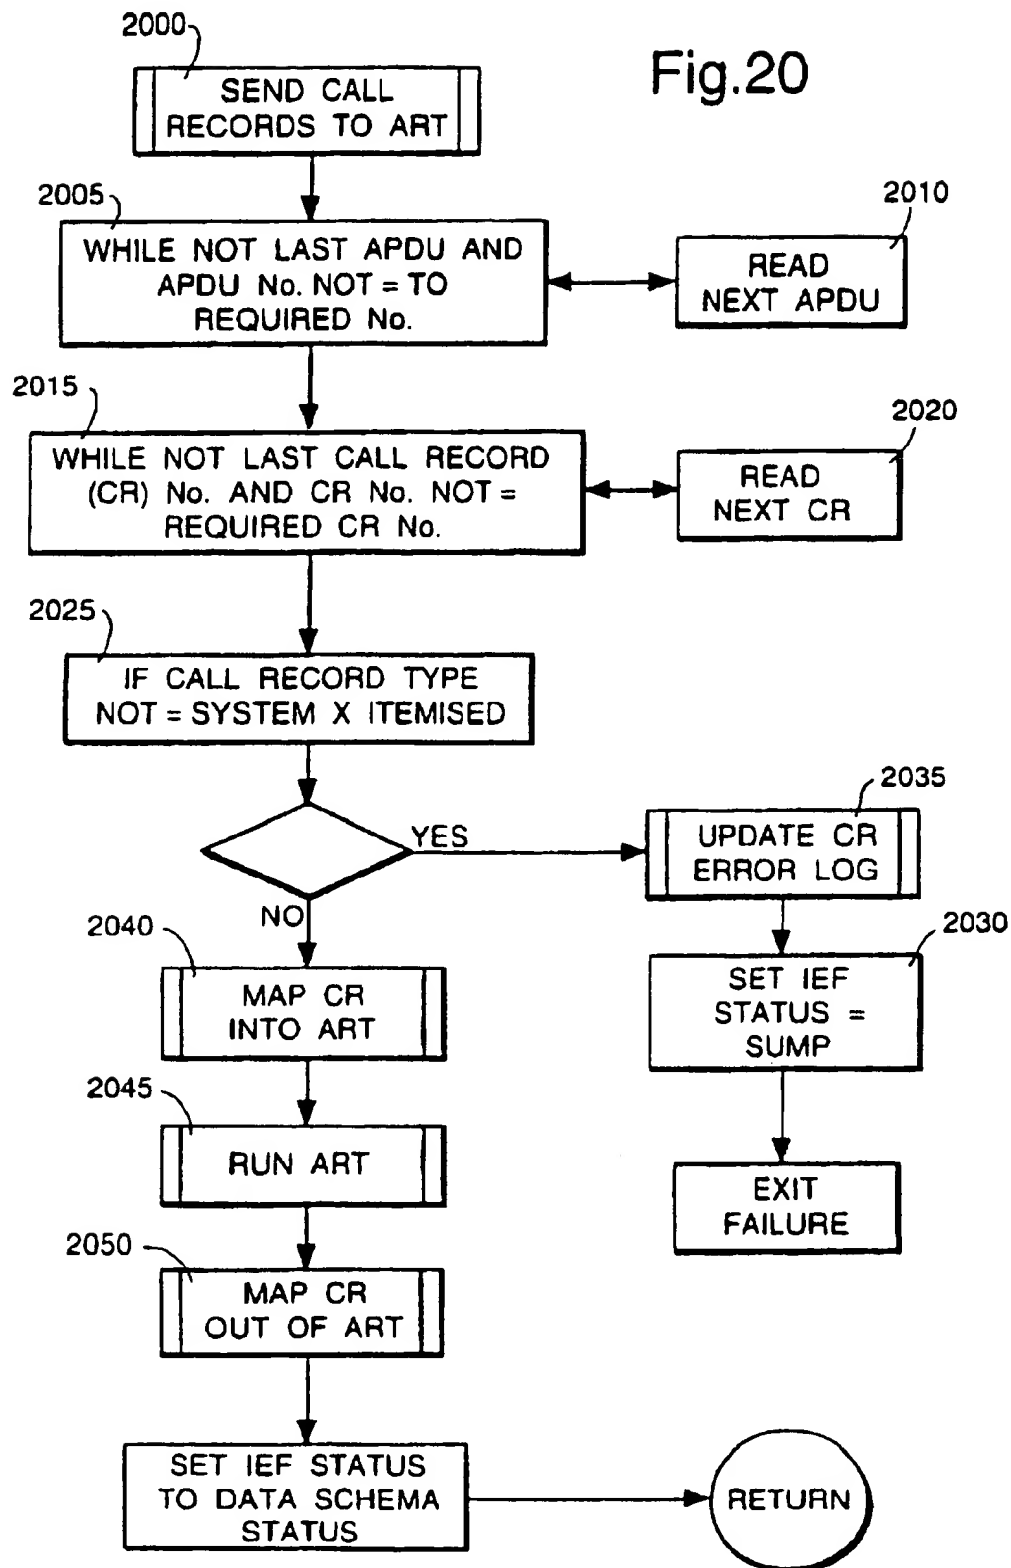 2000
Fig.20
SEND CALL
RECORDS TO ART
2005
WHILE NOT LAST APDU AND
APDU No. NOT = TO
REQUIRED No.
2010
READ
NEXT APDU
2015
WHILE NOT LAST CALL RECORD
(CR) No. AND CR No. NOT =
REQUIRED CR No.
2020
READ
NEXT CR
2025
IF CALL RECORD TYPE
NOT = SYSTEM X ITEMISED
YES
NO
2035
UPDATE CR
ERROR LOG
2030
SET IEF
STATUS =
SUMP
EXIT
FAILURE
2040
MAP CR
INTO ART
2045
RUN ART
2050
MAP CR
OUT OF ART
SET IEF STATUS
TO DATA SCHEMA
STATUS
RETURN